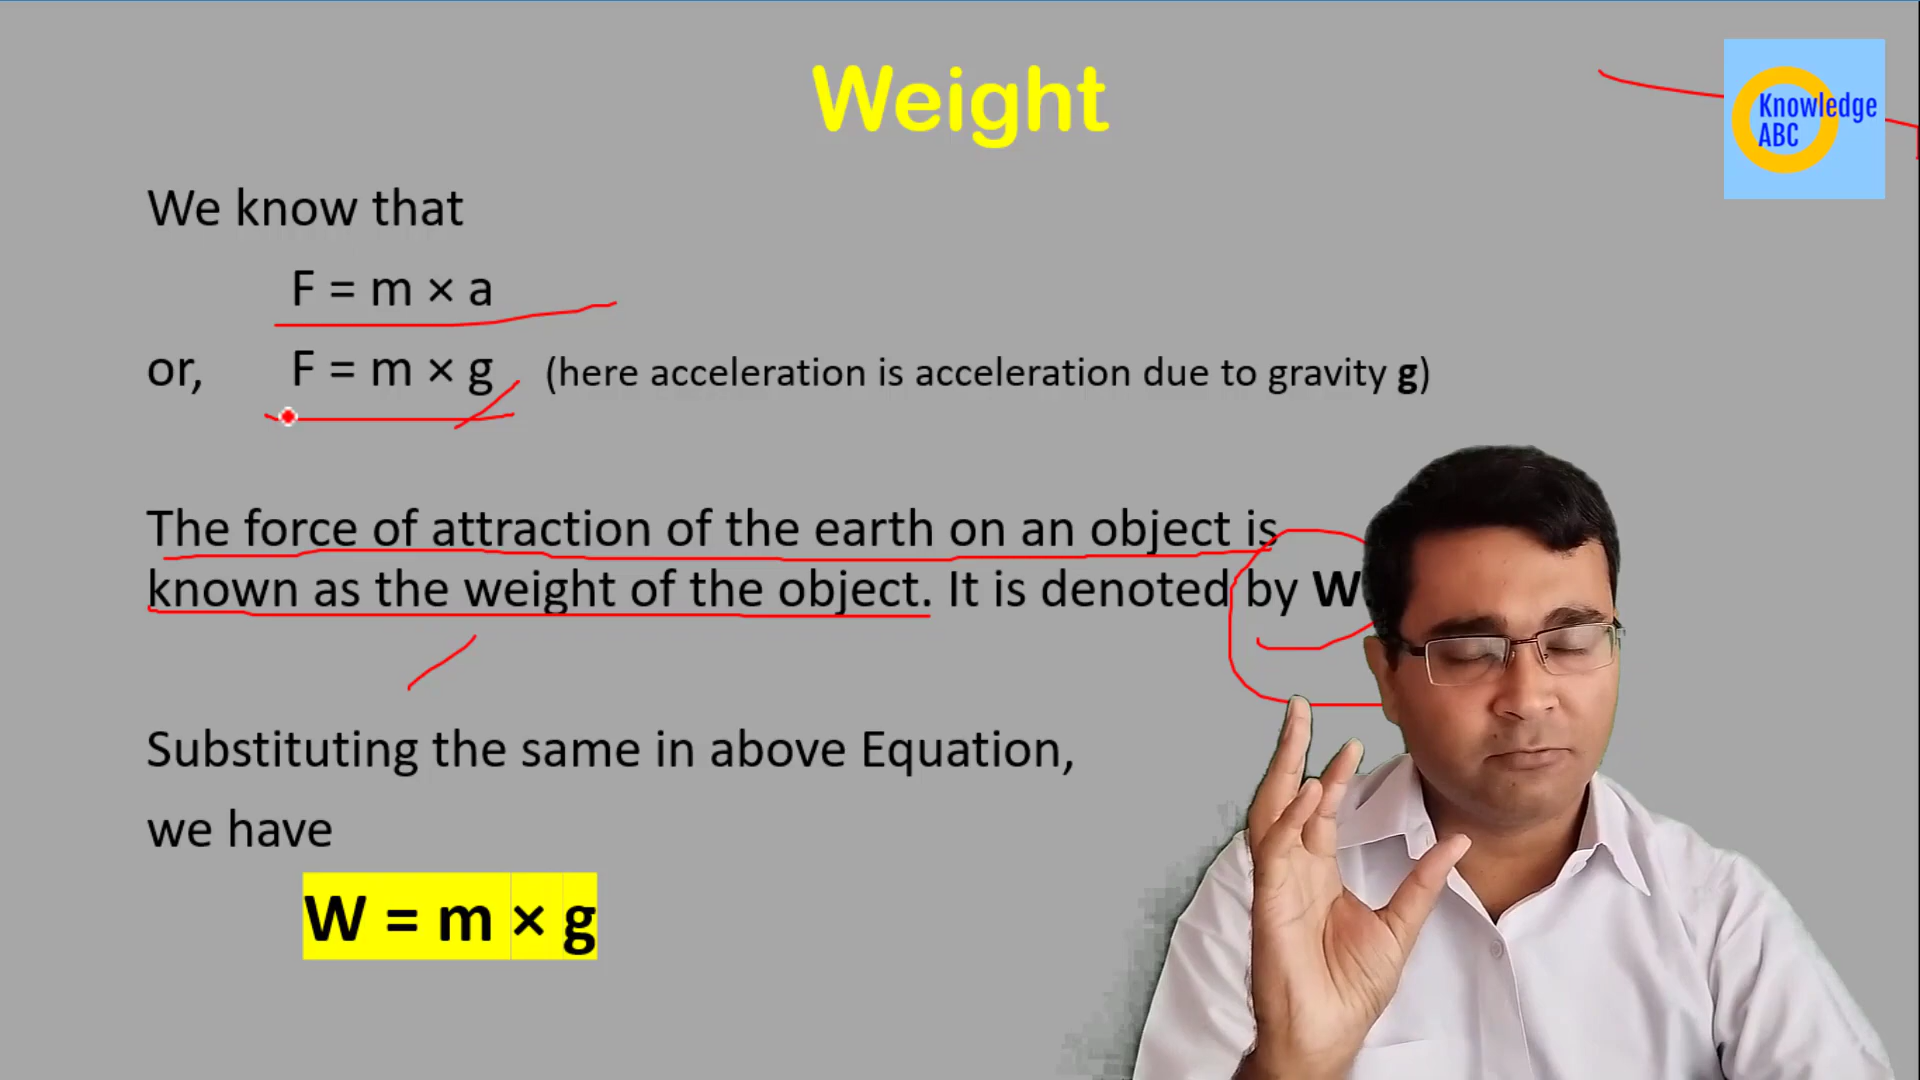 Weight
Knowledge
ABC
We know that
F = m × a
or, F = m × g (here acceleration is acceleration due to gravity g)
The force of attraction of the earth on an object is
known as the weight of the object. It is denoted by W
Substituting the same in above Equation,
we have
W = m × g